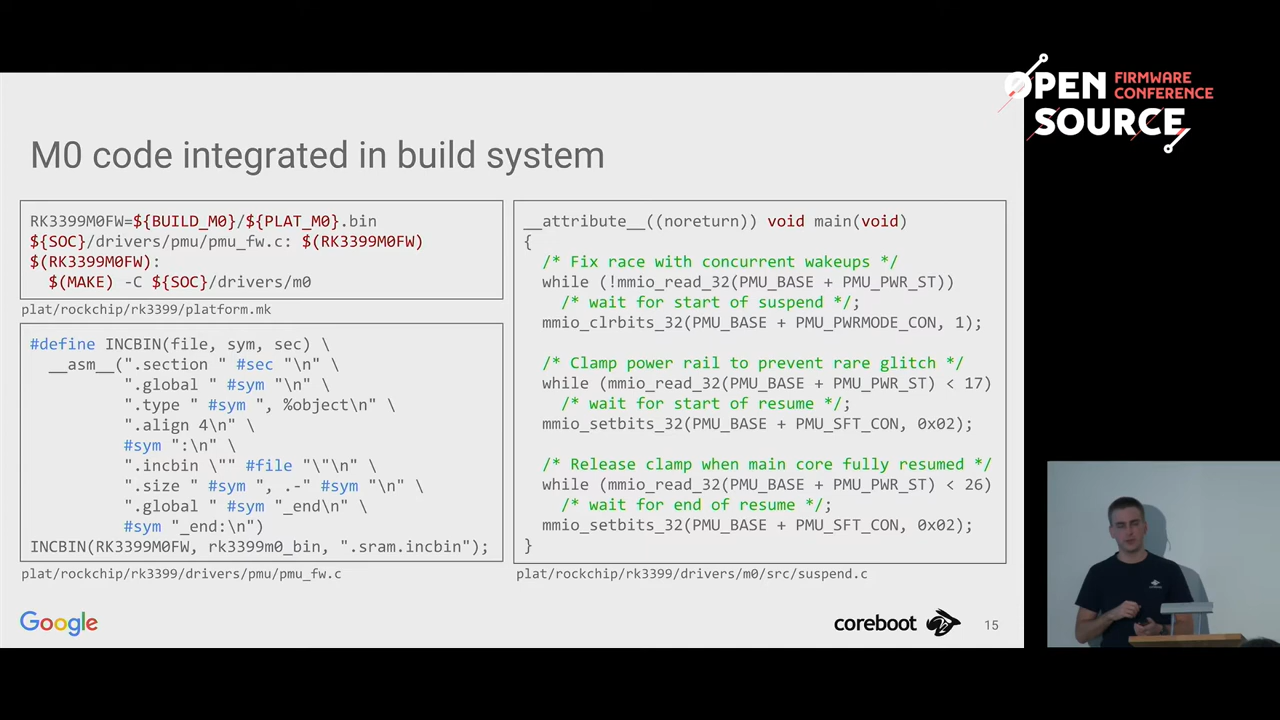 OPEN FIRMWARE CONFERENCE
SOURCE
M0 code integrated in build system
RK3399M0FW=${BUILD_M0}/${PLAT_M0}.bin
${SOC}/drivers/pmu/pmu_fw.c: $(RK3399M0FW)
$(RK3399M0FW):
  $(MAKE) -C ${SOC}/drivers/m0
plat/rockchip/rk3399/platform.mk
#define INCBIN(file, sym, sec) \
  __asm__(".section " #sec "\n" \
          ".global " #sym "\n" \
          ".type " #sym ", %object\n" \
          ".align 4\n" \
          #sym ":\n" \
          ".incbin \"" #file "\"\n" \
          ".size " #sym ", .-" #sym "\n" \
          ".global " #sym "_end\n" \
          #sym "_end:\n")
INCBIN(RK3399M0FW, rk3399m0_bin, ".sram.incbin");
plat/rockchip/rk3399/drivers/pmu/pmu_fw.c
__attribute__((noreturn)) void main(void)
{
  /* Fix race with concurrent wakeups */
  while (!mmio_read_32(PMU_BASE + PMU_PWR_ST))
    /* wait for start of suspend */;
  mmio_clrbits_32(PMU_BASE + PMU_PWRMODE_CON, 1);
  /* Clamp power rail to prevent rare glitch */
  while (mmio_read_32(PMU_BASE + PMU_PWR_ST) < 17)
    /* wait for start of resume */;
  mmio_setbits_32(PMU_BASE + PMU_SFT_CON, 0x02);
  /* Release clamp when main core fully resumed */
  while (mmio_read_32(PMU_BASE + PMU_PWR_ST) < 26)
    /* wait for end of resume */;
  mmio_setbits_32(PMU_BASE + PMU_SFT_CON, 0x02);
}
plat/rockchip/rk3399/drivers/m0/src/suspend.c
Google
coreboot
15